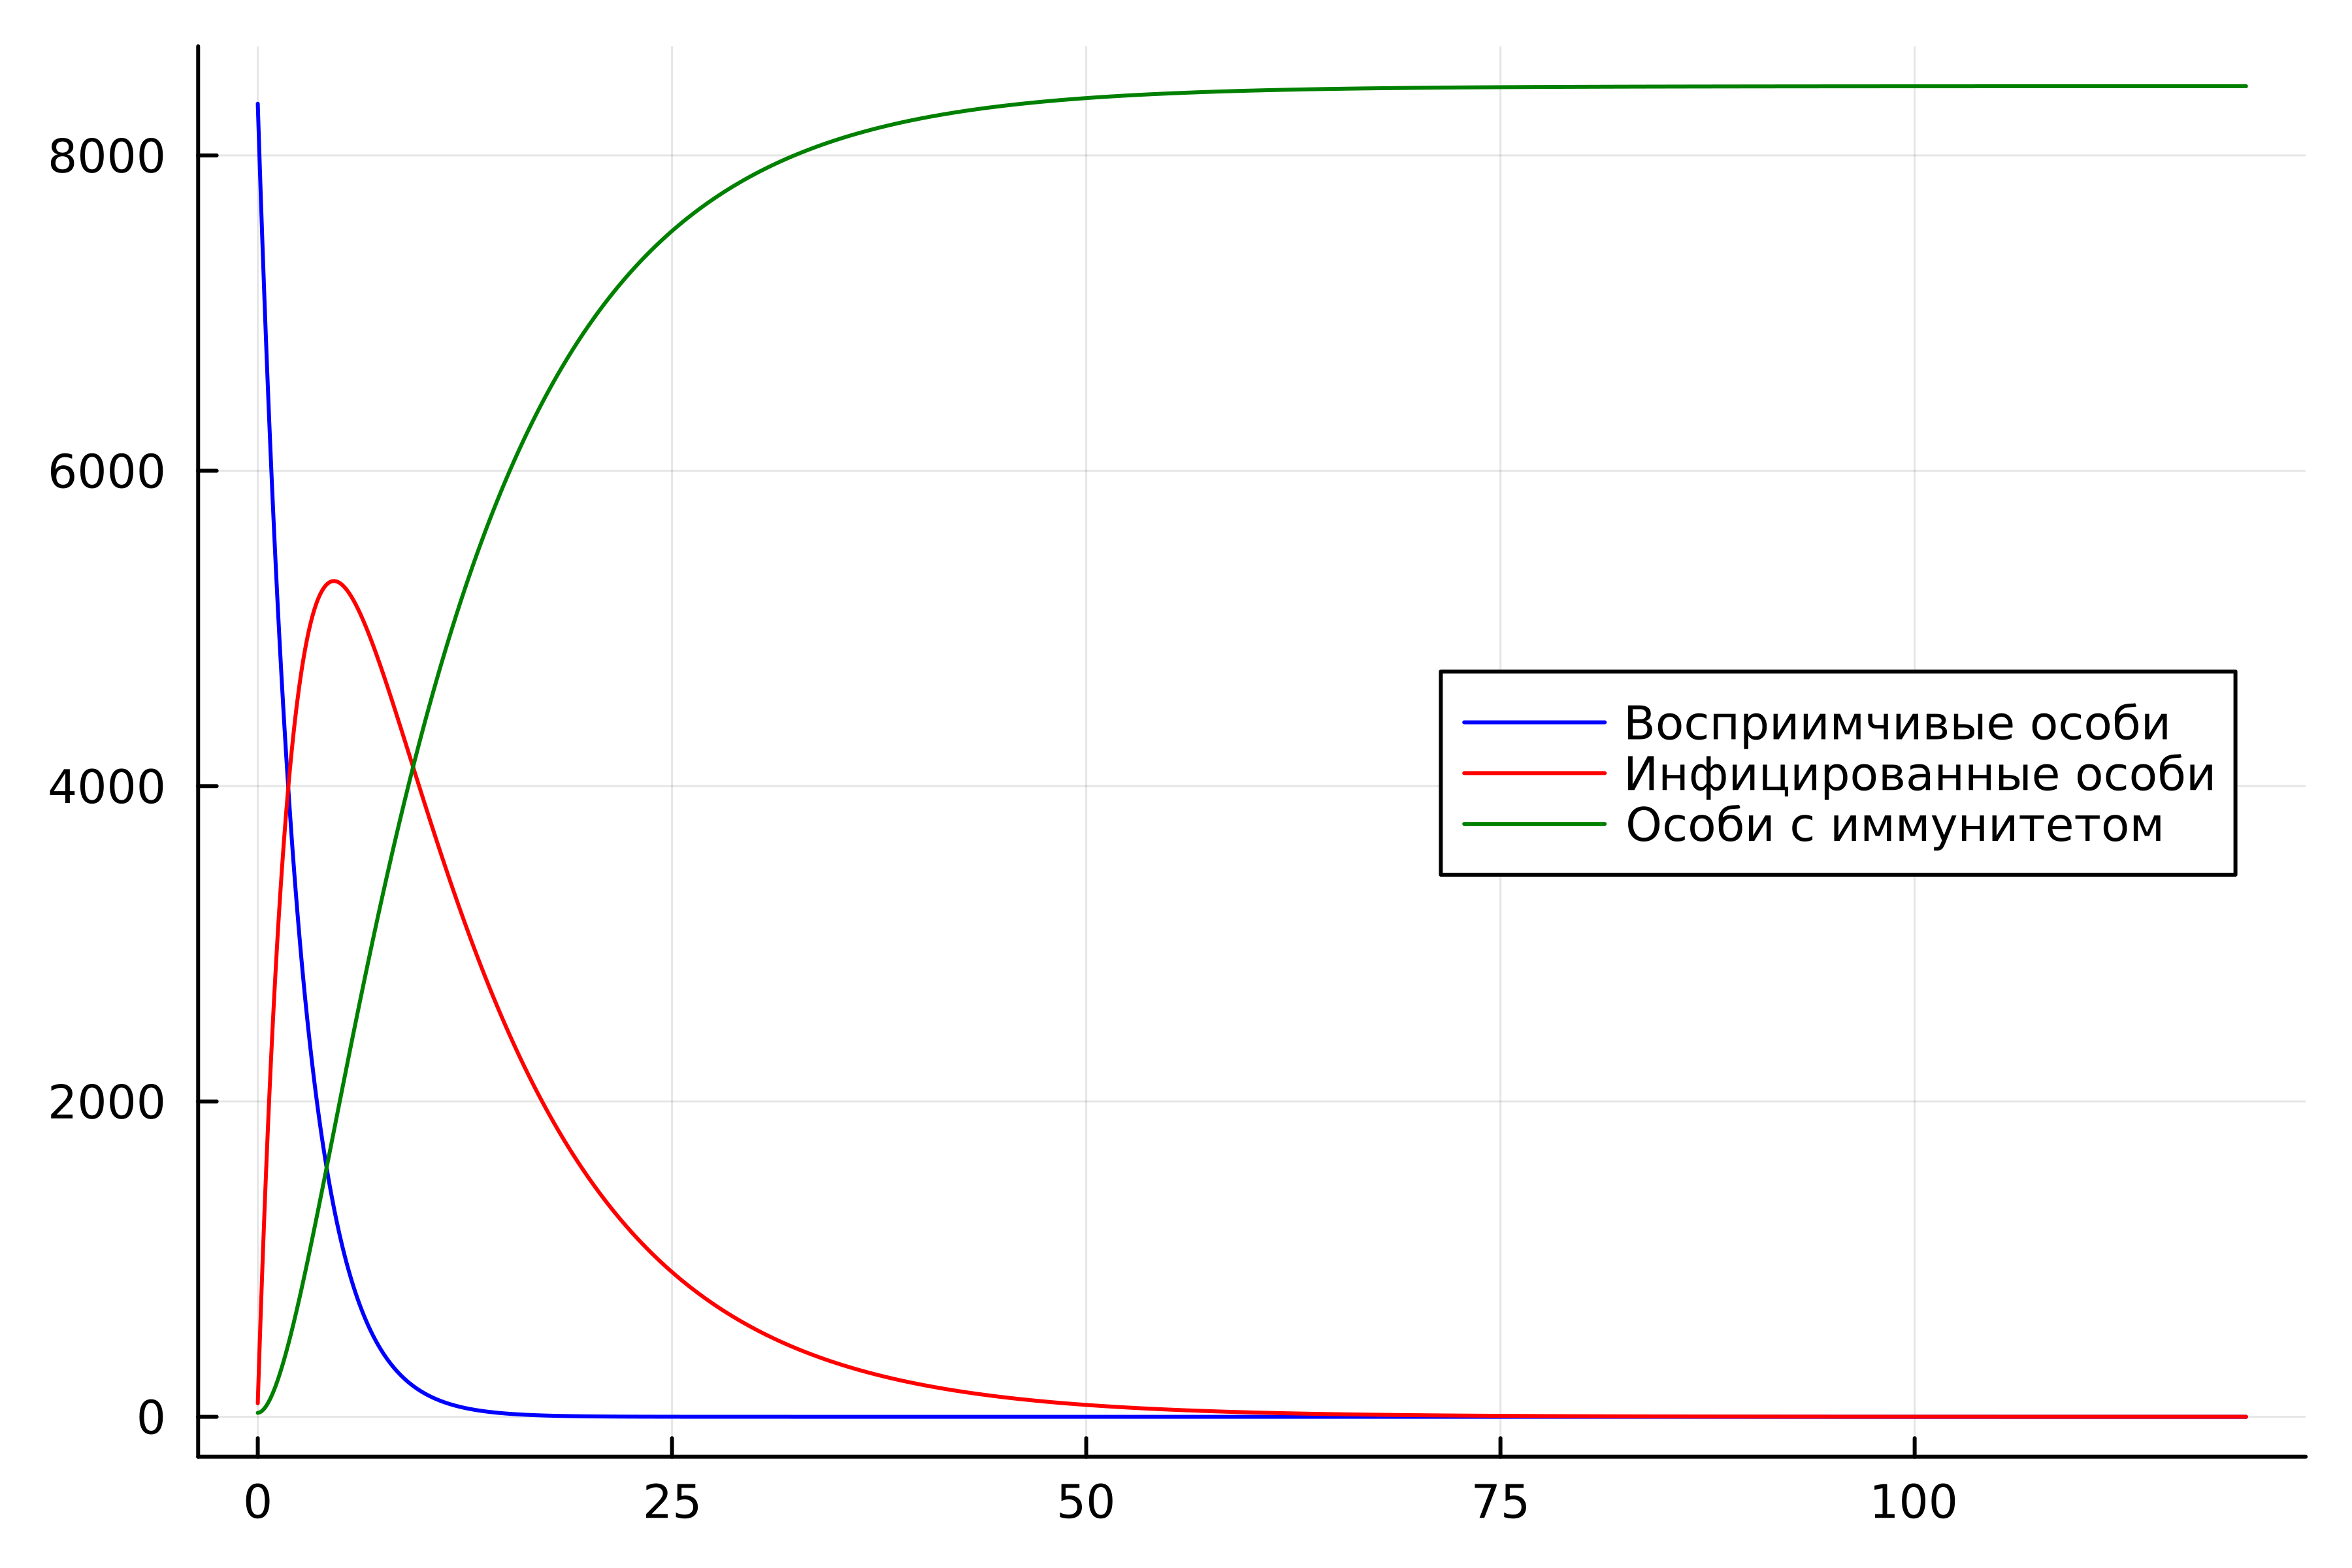 8000
6000
4000
2000
0
Восприимчивые особи
Инфицированные особи
Особи с иммунитетом
0 25 50 75 100